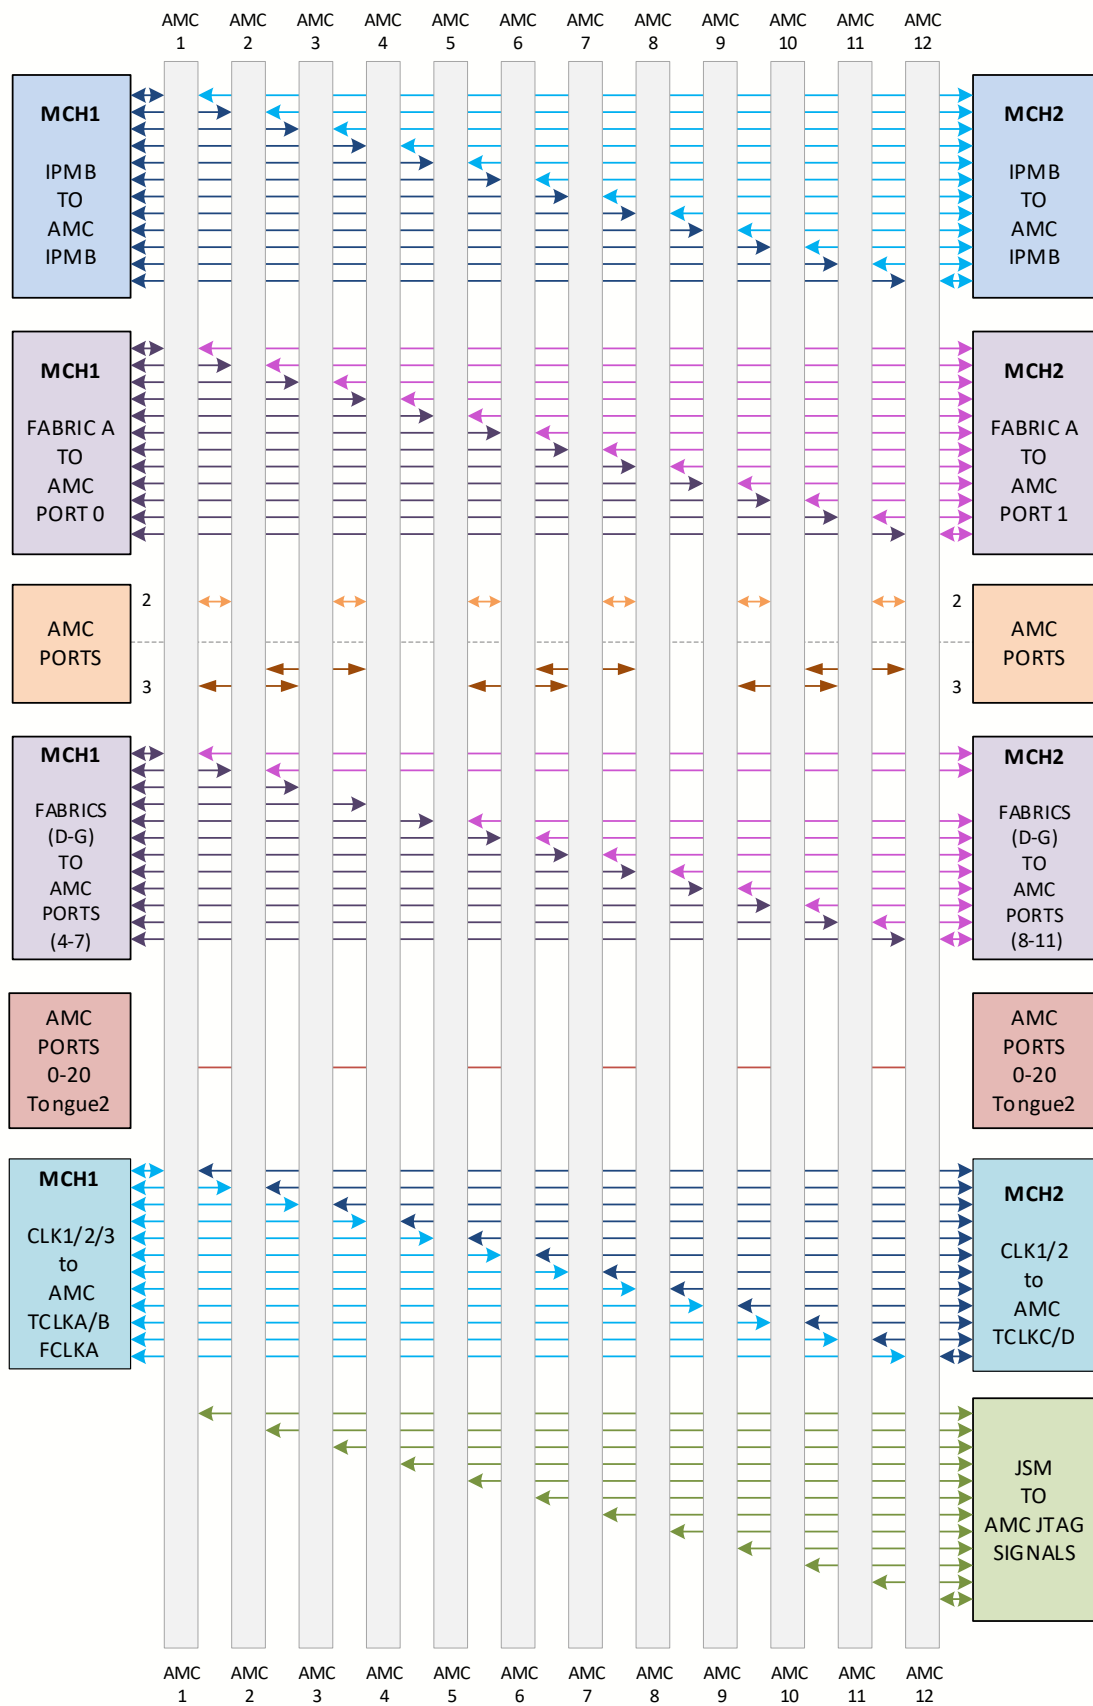 AMC AMC AMC AMC AMC AMC AMC AMC AMC AMC AMC AMC
1 2 3 4 5 6 7 8 9 10 11 12
MCH1
IPMB
TO
AMC
IPMB
MCH2
IPMB
TO
AMC
IPMB
MCH1
FABRIC A
TO
AMC
PORT 0
MCH2
FABRIC A
TO
AMC
PORT 1
AMC
PORTS
2
3
2
3
AMC
PORTS
MCH1
FABRICS
(D-G)
TO
AMC
PORTS
(4-7)
MCH2
FABRICS
(D-G)
TO
AMC
PORTS
(8-11)
AMC
PORTS
0-20
Tongue2
AMC
PORTS
0-20
Tongue2
MCH1
CLK1/2/3
to
AMC
TCLKA/B
FCLKA
MCH2
CLK1/2
to
AMC
TCLKC/D
JSM
TO
AMC JTAG
SIGNALS
AMC AMC AMC AMC AMC AMC AMC AMC AMC AMC AMC AMC
1 2 3 4 5 6 7 8 9 10 11 12